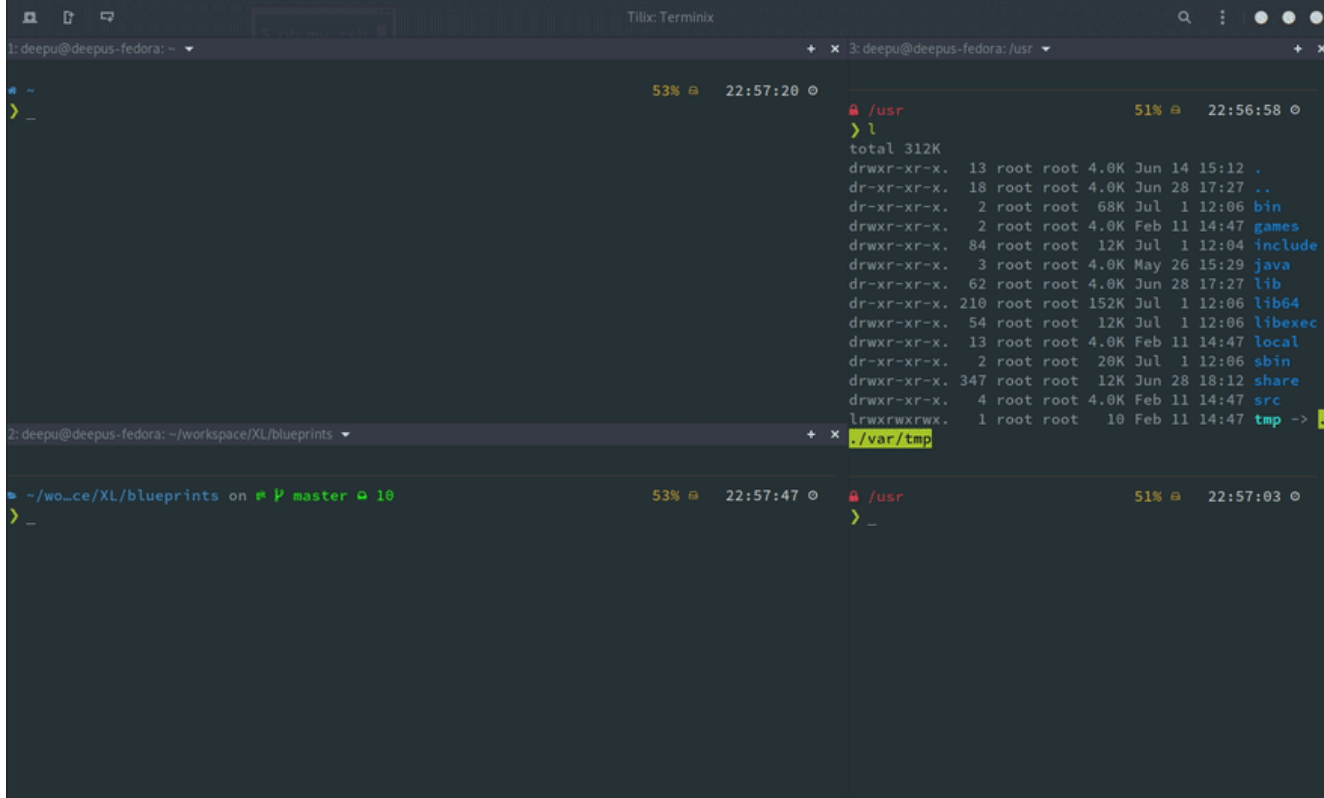 Tilix: Terminix
1: deepu@deepus-fedora: ~
~ 53% 22:57:20
❯ _
2: deepu@deepus-fedora: ~/workspace/XL/blueprints
~/wo…ce/XL/blueprints on master 10 53% 22:57:47
❯ _
3: deepu@deepus-fedora: /usr
/usr 51% 22:56:58
❯ l
total 312K
drwxr-xr-x. 13 root root 4.0K Jun 14 15:12 .
dr-xr-xr-x. 18 root root 4.0K Jun 28 17:27 ..
dr-xr-xr-x. 2 root root 68K Jul 1 12:06 bin
drwxr-xr-x. 2 root root 4.0K Feb 11 14:47 games
drwxr-xr-x. 84 root root 12K Jul 1 12:04 include
drwxr-xr-x. 3 root root 4.0K May 26 15:29 java
dr-xr-xr-x. 62 root root 4.0K Jun 28 17:27 lib
dr-xr-xr-x. 210 root root 152K Jul 1 12:06 lib64
drwxr-xr-x. 54 root root 12K Jul 1 12:06 libexec
drwxr-xr-x. 13 root root 4.0K Feb 11 14:47 local
dr-xr-xr-x. 2 root root 20K Jul 1 12:06 sbin
drwxr-xr-x. 347 root root 12K Jun 28 18:12 share
drwxr-xr-x. 4 root root 4.0K Feb 11 14:47 src
lrwxrwxrwx. 1 root root 10 Feb 11 14:47 tmp -> .
./var/tmp
/usr 51% 22:57:03
❯ _